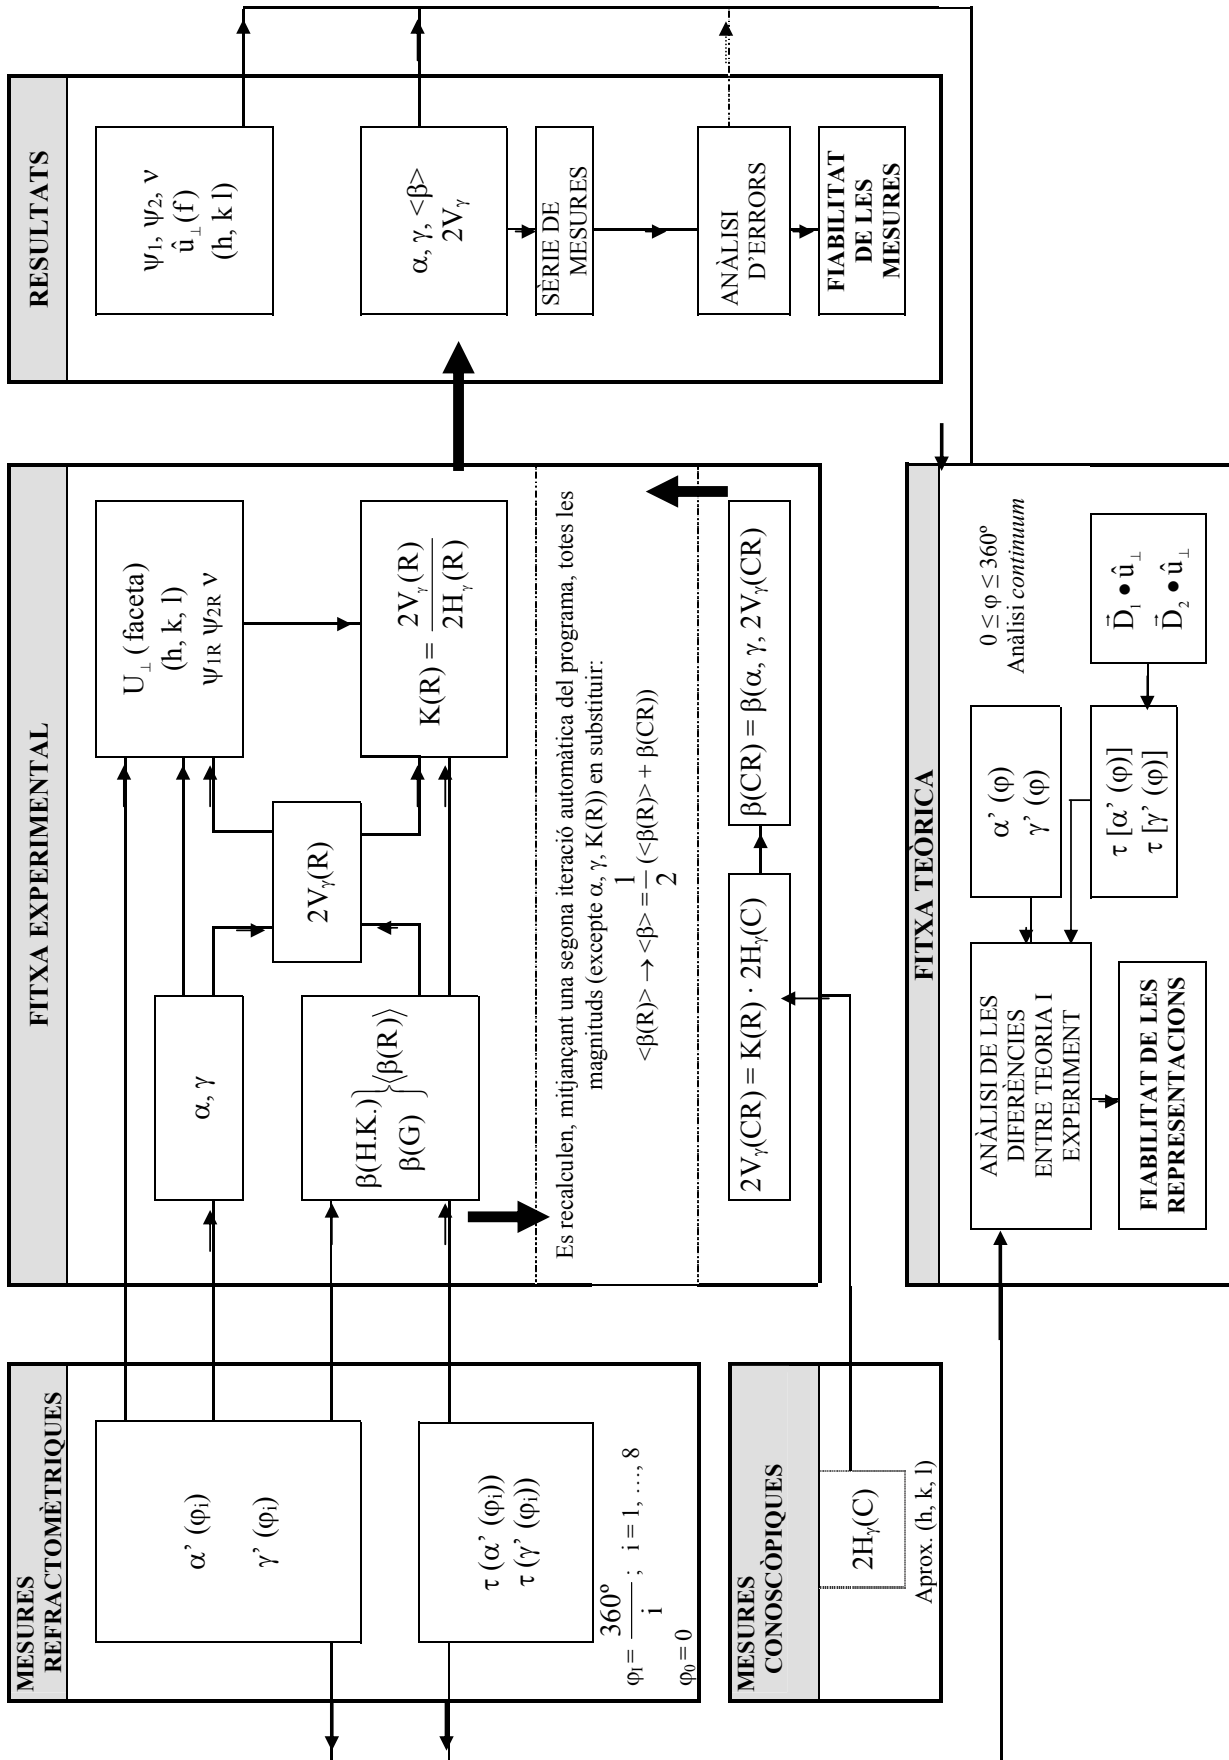 MESURES
REFRACTOMÈTRIQUES
α’ (φi)
γ’ (φi)
τ (α’ (φi))
τ (γ’ (φi))
φI = 360º / i ; i = 1, …, 8
φ0 = 0
MESURES
CONOSCÒPIQUES
2Hγ(C)
Aprox. (h, k, l)
FITXA EXPERIMENTAL
α, γ
β(H.K.)
β(G)
} ⟨β(R)⟩
2Vγ(R)
U⊥ (faceta)
(h, k, l)
ψ1R ψ2R ν
K(R) = 2Vγ(R) / 2Hγ(R)
Es recalculen, mitjançant una segona iteració automàtica del programa, totes les
magnituds (excepte α, γ, K(R)) en substituir:
<β(R)> → <β> = 1/2 (<β(R)> + β(CR))
2Vγ(CR) = K(R) · 2Hγ(C)
β(CR) = β(α, γ, 2Vγ(CR)
RESULTATS
ψ1, ψ2, ν
û⊥(f)
(h, k l)
α, γ, <β>
2Vγ
SÈRIE DE
MESURES
ANÀLISI
D’ERRORS
FIABILITAT
DE LES
MESURES
FITXA TEÒRICA
ANÀLISI DE LES
DIFERÈNCIES
ENTRE TEORIA I
EXPERIMENT
FIABILITAT DE LES
REPRESENTACIONS
α’ (φ)
γ’ (φ)
τ [α’ (φ)]
τ [γ’ (φ)]
0 ≤ φ ≤ 360º
Anàlisi continuum
D⃗1 • û⊥
D⃗2 • û⊥